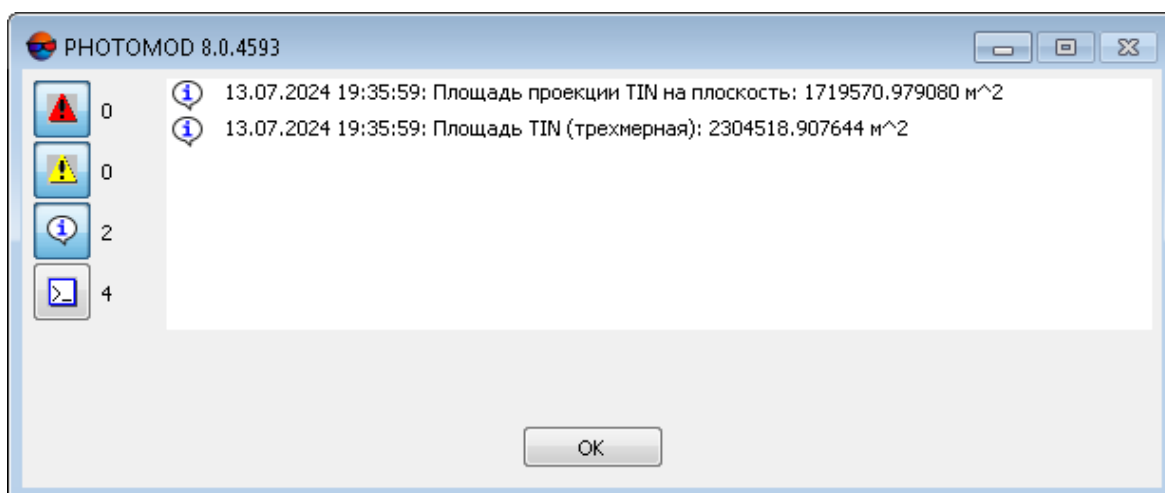 PHOTOMOD 8.0.4593
0
13.07.2024 19:35:59: Площадь проекции TIN на плоскость: 1719570.979080 м^2
13.07.2024 19:35:59: Площадь TIN (трехмерная): 2304518.907644 м^2
0
2
4
OK